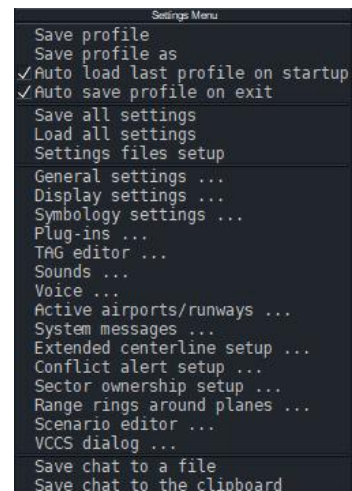 Settings Menu
Save profile
Save profile as
Auto load last profile on startup
Auto save profile on exit
Save all settings
Load all settings
Settings files setup
General settings ...
Display settings ...
Symbology settings ...
Plug-ins ...
TAG editor ...
Sounds ...
Voice ...
Active airports/runways ...
System messages ...
Extended centerline setup ...
Conflict alert setup ...
Sector ownership setup ...
Range rings around planes ...
Scenario editor ...
VCCS dialog ...
Save chat to a file
Save chat to the clipboard